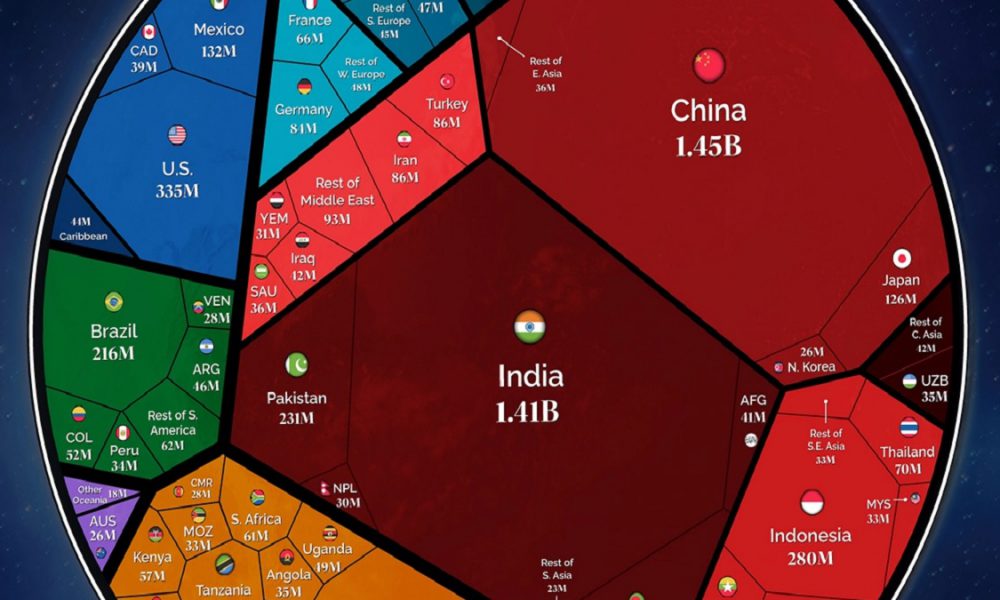 Mexico
132M
CAD
39M
U.S.
335M
44M
Caribbean
France
66M
Rest of
S. Europe
45M
47M
Rest of
W. Europe
48M
Germany
84M
Turkey
86M
Iran
86M
Rest of
Middle East
93M
YEM
31M
Iraq
42M
SAU
36M
Rest of
E. Asia
36M
China
1.45B
Japan
126M
26M
N. Korea
Rest of
C. Asia
42M
UZB
35M
Brazil
216M
VEN
28M
ARG
46M
COL
52M
Peru
34M
Rest of S.
America
62M
Pakistan
231M
India
1.41B
AFG
41M
NPL
30M
Rest of
S. Asia
23M
Rest of
S.E. Asia
33M
Thailand
70M
MYS
33M
Indonesia
280M
Other
Oceania 18M
AUS
26M
CMR
28M
MOZ
33M
S. Africa
61M
Kenya
57M
Tanzania
Angola
35M
Uganda
49M